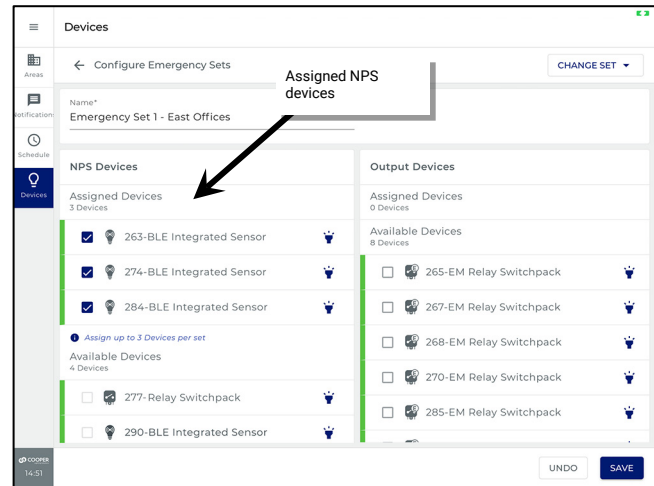 Devices
Areas
Configure Emergency Sets
CHANGE SET
Assigned NPS
devices
Notifications
Name*
Emergency Set 1 - East Offices
Schedule
Devices
NPS Devices
Assigned Devices
3 Devices
263-BLE Integrated Sensor
274-BLE Integrated Sensor
284-BLE Integrated Sensor
Assign up to 3 Devices per set
Available Devices
4 Devices
277-Relay Switchpack
290-BLE Integrated Sensor
Output Devices
Assigned Devices
0 Devices
Available Devices
8 Devices
265-EM Relay Switchpack
267-EM Relay Switchpack
268-EM Relay Switchpack
270-EM Relay Switchpack
285-EM Relay Switchpack
COOPER
14:51
UNDO
SAVE